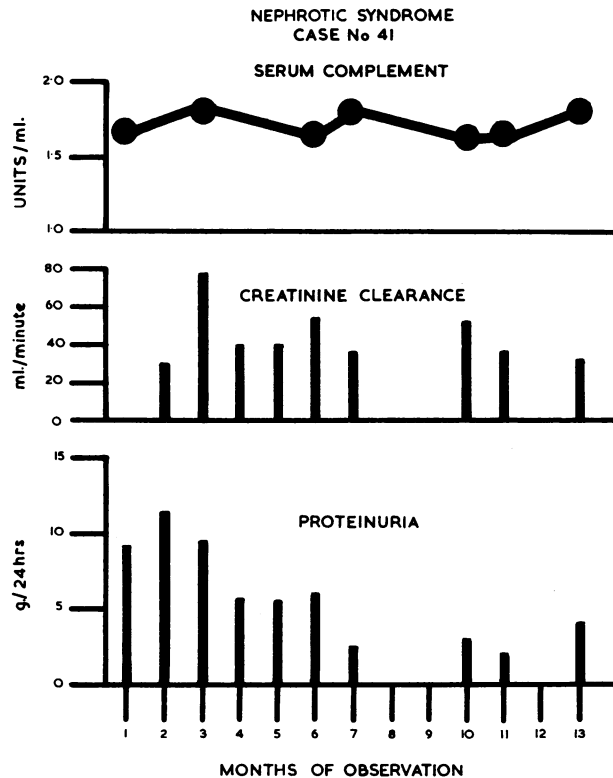 NEPHROTIC SYNDROME
CASE No 41
SERUM COMPLEMENT
2·0
1·5
1·0
UNITS/ml.
CREATININE CLEARANCE
80
60
40
20
0
ml./minute
PROTEINURIA
15
10
5
0
g./24hrs
1 2 3 4 5 6 7 8 9 10 11 12 13
MONTHS OF OBSERVATION